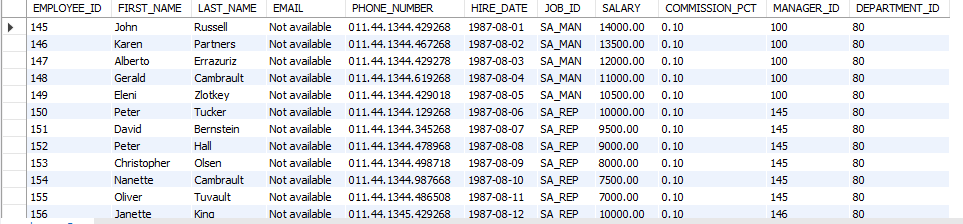 EMPLOYEE_ID FIRST_NAME LAST_NAME EMAIL PHONE_NUMBER HIRE_DATE JOB_ID SALARY COMMISSION_PCT MANAGER_ID DEPARTMENT_ID
145 John Russell Not available 011.44.1344.429268 1987-08-01 SA_MAN 14000.00 0.10 100 80
146 Karen Partners Not available 011.44.1344.467268 1987-08-02 SA_MAN 13500.00 0.10 100 80
147 Alberto Errazuriz Not available 011.44.1344.429278 1987-08-03 SA_MAN 12000.00 0.10 100 80
148 Gerald Cambrault Not available 011.44.1344.619268 1987-08-04 SA_MAN 11000.00 0.10 100 80
149 Eleni Zlotkey Not available 011.44.1344.429018 1987-08-05 SA_MAN 10500.00 0.10 100 80
150 Peter Tucker Not available 011.44.1344.129268 1987-08-06 SA_REP 10000.00 0.10 145 80
151 David Bernstein Not available 011.44.1344.345268 1987-08-07 SA_REP 9500.00 0.10 145 80
152 Peter Hall Not available 011.44.1344.478968 1987-08-08 SA_REP 9000.00 0.10 145 80
153 Christopher Olsen Not available 011.44.1344.498718 1987-08-09 SA_REP 8000.00 0.10 145 80
154 Nanette Cambrault Not available 011.44.1344.987668 1987-08-10 SA_REP 7500.00 0.10 145 80
155 Oliver Tuvault Not available 011.44.1344.486508 1987-08-11 SA_REP 7000.00 0.10 145 80
156 Janette King Not available 011.44.1345.429268 1987-08-12 SA_REP 10000.00 0.10 146 80